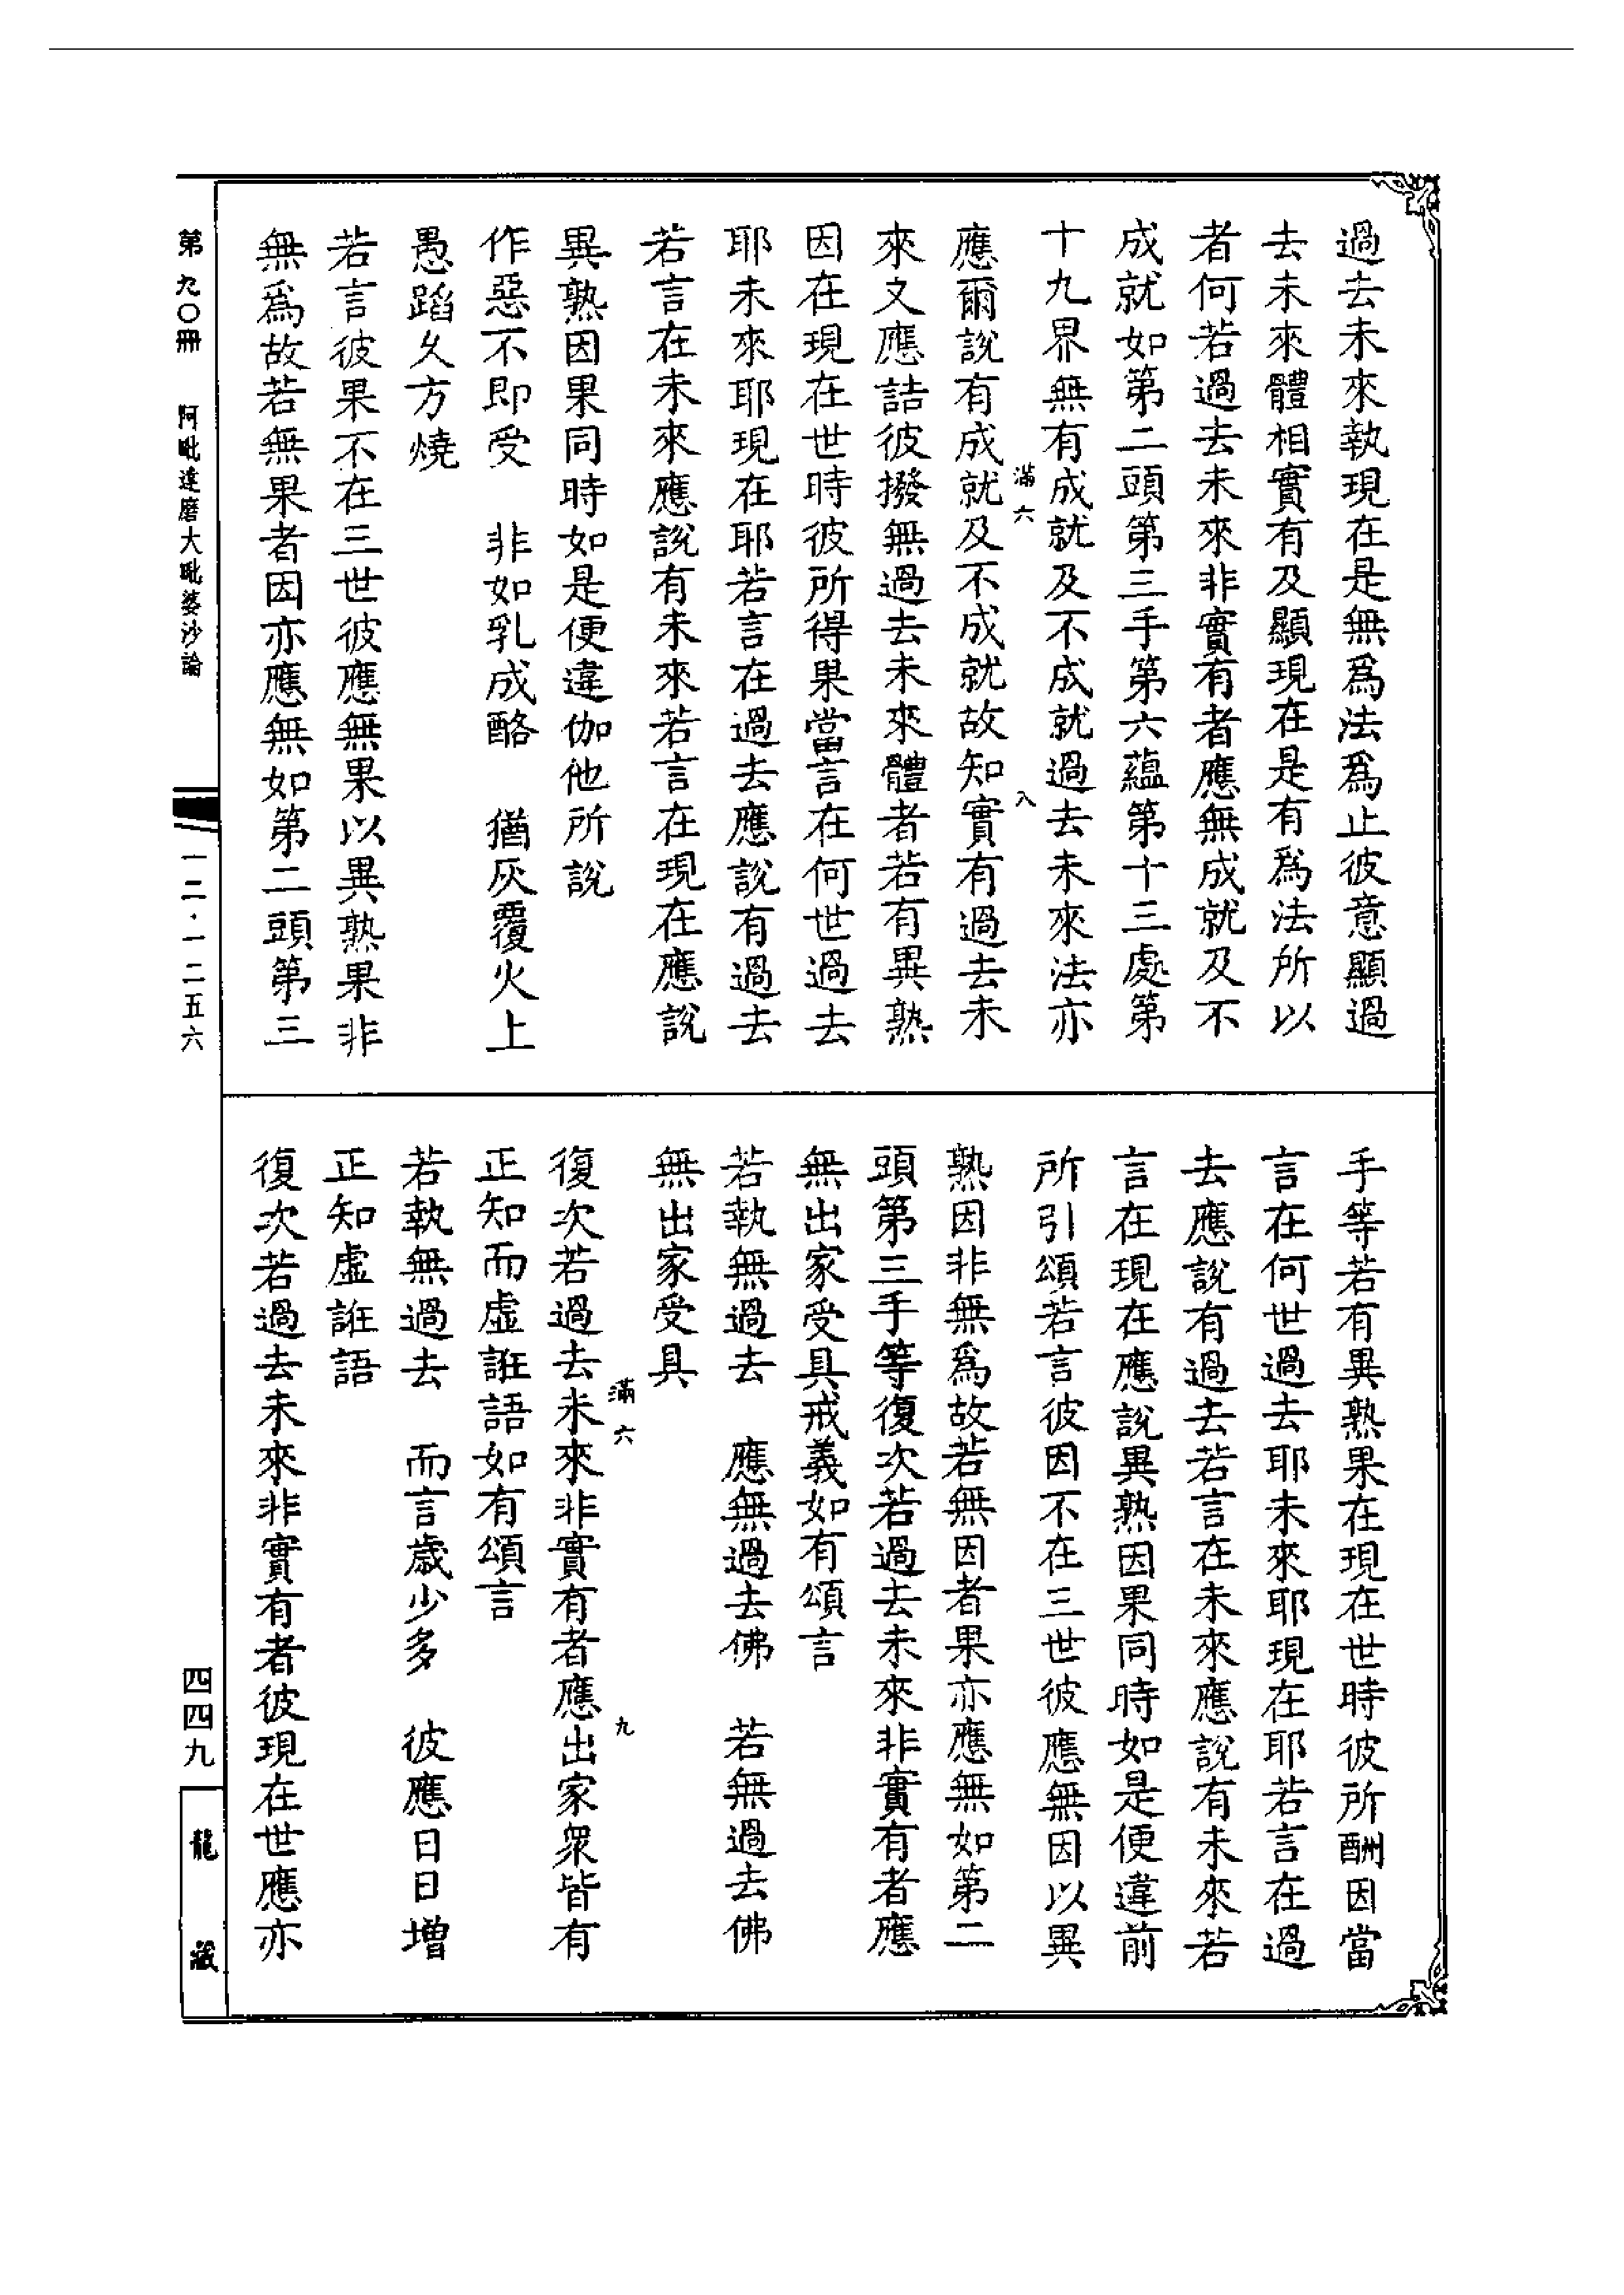 過去未來執現在是無爲法爲止彼意顯過
去未來體相實有及顯現在是有爲法所以
者何若過去未來非實有者應無成就及不
成就如第二頭第三手第六蘊第十三處第
十九界無有成就及不成就過去未來法亦
滿六
八
應爾説有成就及不成就故知實有過去未
來文應詰彼撥無過去未來體者若有異熟
因在現在世時彼所得果當言在何世過去
耶未來耶現在耶若言在過去應説有過去
若言在未來應説有未來若言在現在應説
異熟因果同時如是便違伽他所説
作惡不即受 非如乳成酪 猶灰覆火上
愚蹈久方燒
若言彼果不在三世彼應無果以異熟果非
無爲故若無果者因亦應無如第二頭第三
手等若有異熟果在現在世時彼所酬因當
言在何世過去耶未來耶現在耶若言在過
去應説有過去若言在未來應説有未來若
言在現在應説異熟因果同時如是便違前
所引頌若言彼因不在三世彼應無因以異
熟因非無爲故若無因者果亦應無如第二
頭第三手等復次若過去未來非實有者應
無出家受具戒義如有頌言
若執無過去 應無過去佛 若無過去佛
無出家受具
滿六
九
復次若過去未來非實有者應出家衆皆有
正知而虛誑語如有頌言
若執無過去 而言歲少多 彼應日日增
正知虛誑語
復次若過去未來非實有者彼現在世應亦
第九〇冊 阿毗達磨大毗婆沙論
一二·一二五六
四四九
龍藏